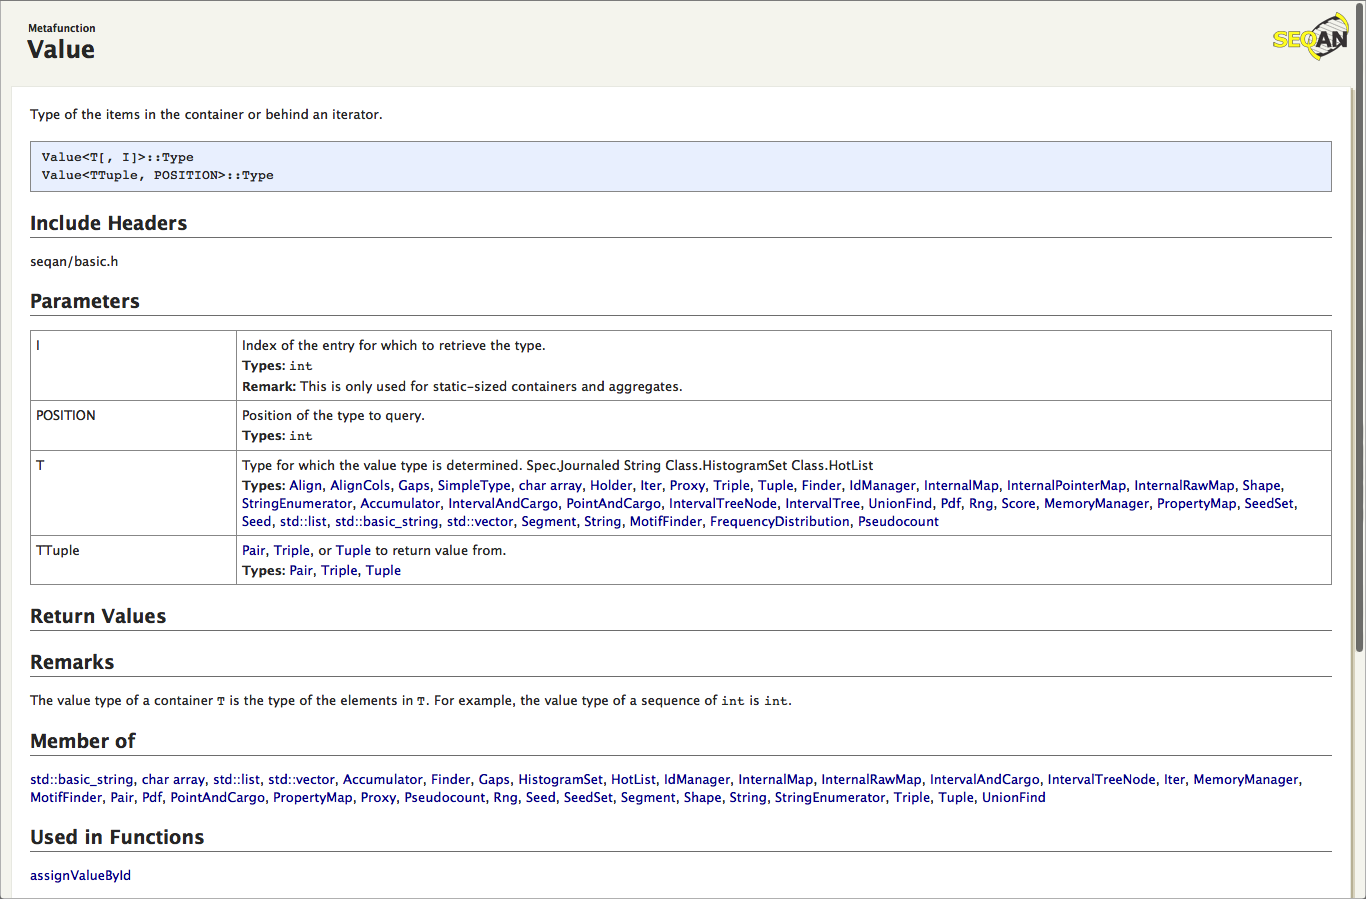 Metafunction
Value
SEQAN
Type of the items in the container or behind an iterator.
Value<T[, I]>::Type
Value<TTuple, POSITION>::Type
Include Headers
seqan/basic.h
Parameters
I
Index of the entry for which to retrieve the type.
Types: int
Remark: This is only used for static-sized containers and aggregates.
POSITION
Position of the type to query.
Types: int
T
Type for which the value type is determined. Spec.Journaled String Class.HistogramSet Class.HotList
Types: Align, AlignCols, Gaps, SimpleType, char array, Holder, Iter, Proxy, Triple, Tuple, Finder, IdManager, InternalMap, InternalPointerMap, InternalRawMap, Shape,
StringEnumerator, Accumulator, IntervalAndCargo, PointAndCargo, IntervalTreeNode, IntervalTree, UnionFind, Pdf, Rng, Score, MemoryManager, PropertyMap, SeedSet,
Seed, std::list, std::basic_string, std::vector, Segment, String, MotifFinder, FrequencyDistribution, Pseudocount
TTuple
Pair, Triple, or Tuple to return value from.
Types: Pair, Triple, Tuple
Return Values
Remarks
The value type of a container T is the type of the elements in T. For example, the value type of a sequence of int is int.
Member of
std::basic_string, char array, std::list, std::vector, Accumulator, Finder, Gaps, HistogramSet, HotList, IdManager, InternalMap, InternalRawMap, IntervalAndCargo, IntervalTreeNode, Iter, MemoryManager,
MotifFinder, Pair, Pdf, PointAndCargo, PropertyMap, Proxy, Pseudocount, Rng, Seed, SeedSet, Segment, Shape, String, StringEnumerator, Triple, Tuple, UnionFind
Used in Functions
assignValueById